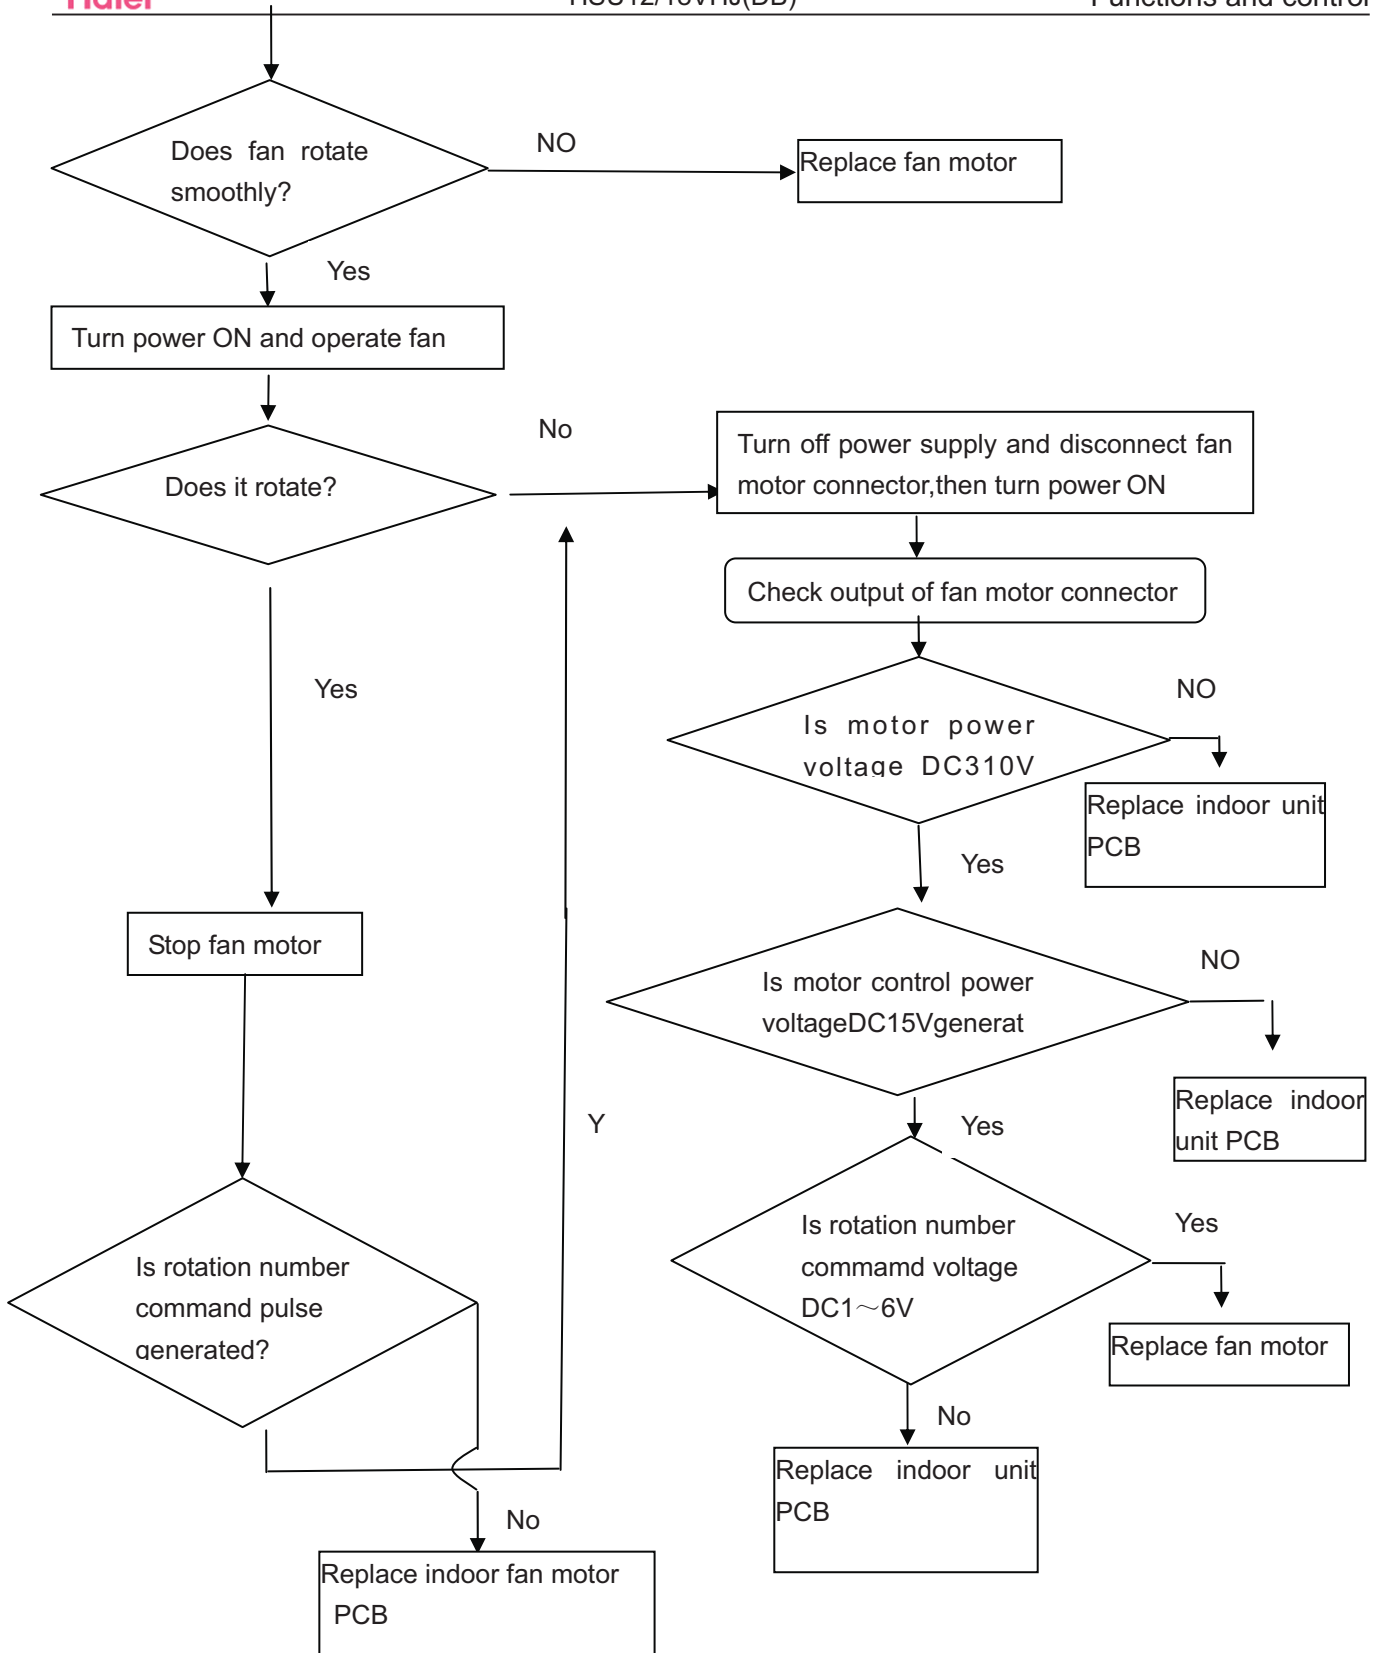 Haier
Functions and control
Does fan rotate
smoothly?
NO
Replace fan motor
Yes
Turn power ON and operate fan
Does it rotate?
No
Turn off power supply and disconnect fan
motor connector,then turn power ON
Check output of fan motor connector
Is motor power
voltage DC310V
NO
Replace indoor unit
PCB
Yes
Yes
Stop fan motor
Is motor control power
voltageDC15Vgenerat
NO
Replace indoor
unit PCB
Yes
Y
Is rotation number
command pulse
generated?
Is rotation number
commamd voltage
DC1～6V
Yes
Replace fan motor
No
Replace indoor unit
PCB
No
Replace indoor fan motor
PCB